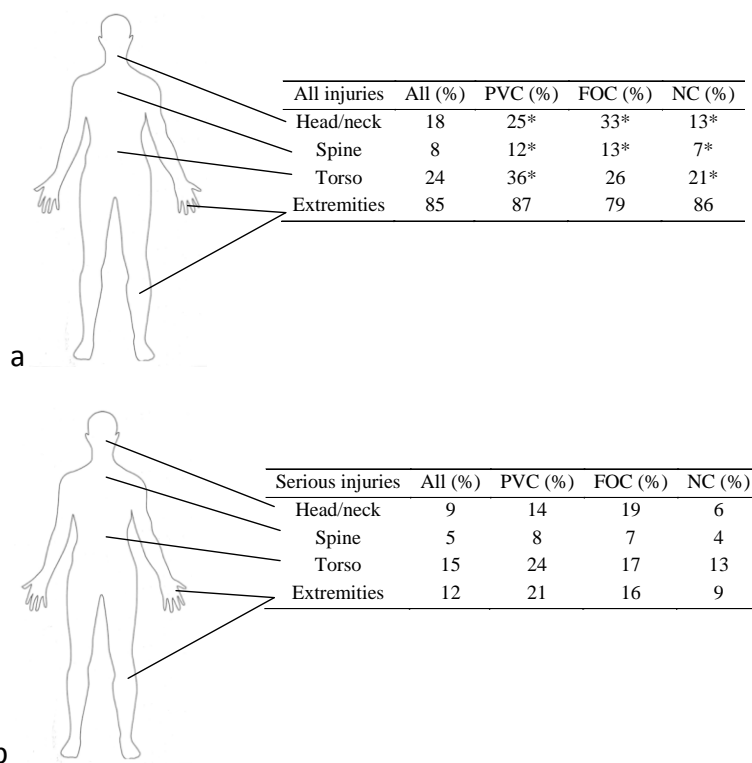 All injuries All (%) PVC (%) FOC (%) NC (%)
Head/neck 18 25* 33* 13*
Spine 8 12* 13* 7*
Torso 24 36* 26 21*
Extremities 85 87 79 86
a
Serious injuries All (%) PVC (%) FOC (%) NC (%)
Head/neck 9 14 19 6
Spine 5 8 7 4
Torso 15 24 17 13
Extremities 12 21 16 9
b